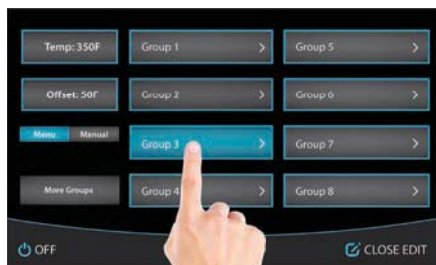 Temp: 350F
Group 1
Group 5
Offset: 50F
Group 2
Group 6
Menu
Manual
Group 3
Group 7
More Groups
Group 4
Group 8
OFF
CLOSE EDIT